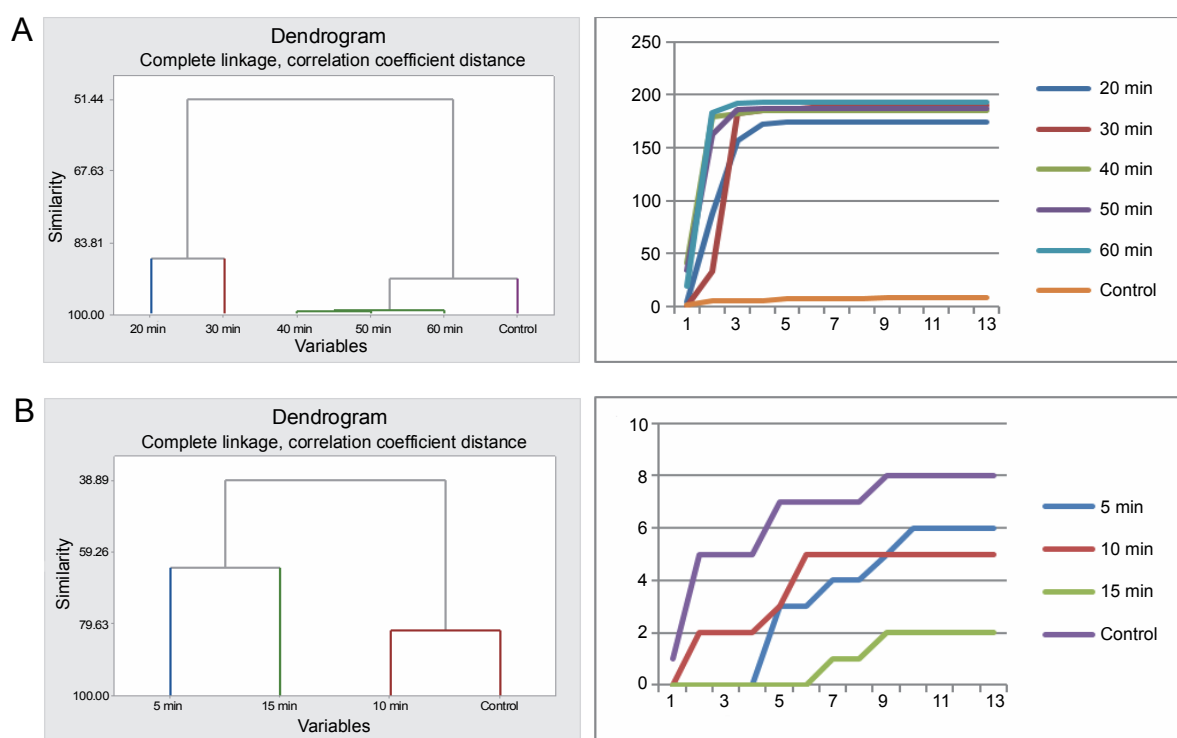 A
Dendrogram
Complete linkage, correlation coefficient distance
Similarity
51.44
67.63
83.81
100.00
20 min 30 min 40 min 50 min 60 min Control
Variables
250
200
150
100
50
0
1 3 5 7 9 11 13
20 min
30 min
40 min
50 min
60 min
Control
B
Dendrogram
Complete linkage, correlation coefficient distance
Similarity
38.89
59.26
79.63
100.00
5 min 15 min 10 min Control
Variables
10
8
6
4
2
0
1 3 5 7 9 11 13
5 min
10 min
15 min
Control